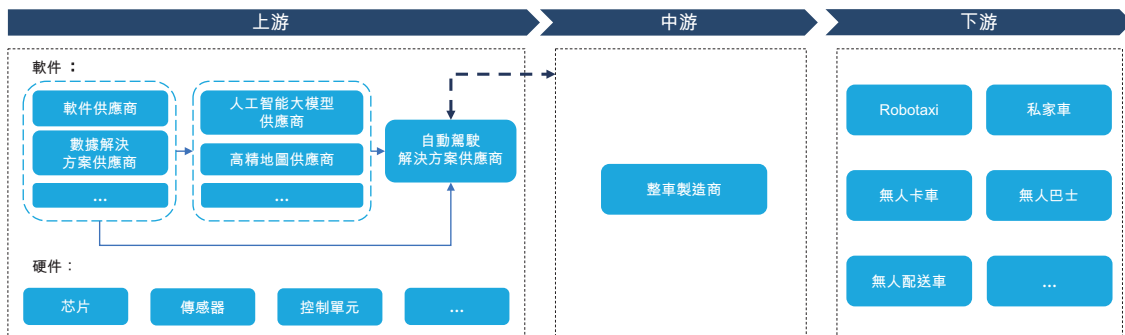 上游
中游
下游
軟件：
軟件供應商
數據解決
方案供應商
...
人工智能大模型
供應商
高精地圖供應商
...
自動駕駛
解決方案供應商
硬件：
芯片
傳感器
控制單元
...
整車製造商
Robotaxi
私家車
無人卡車
無人巴士
無人配送車
...